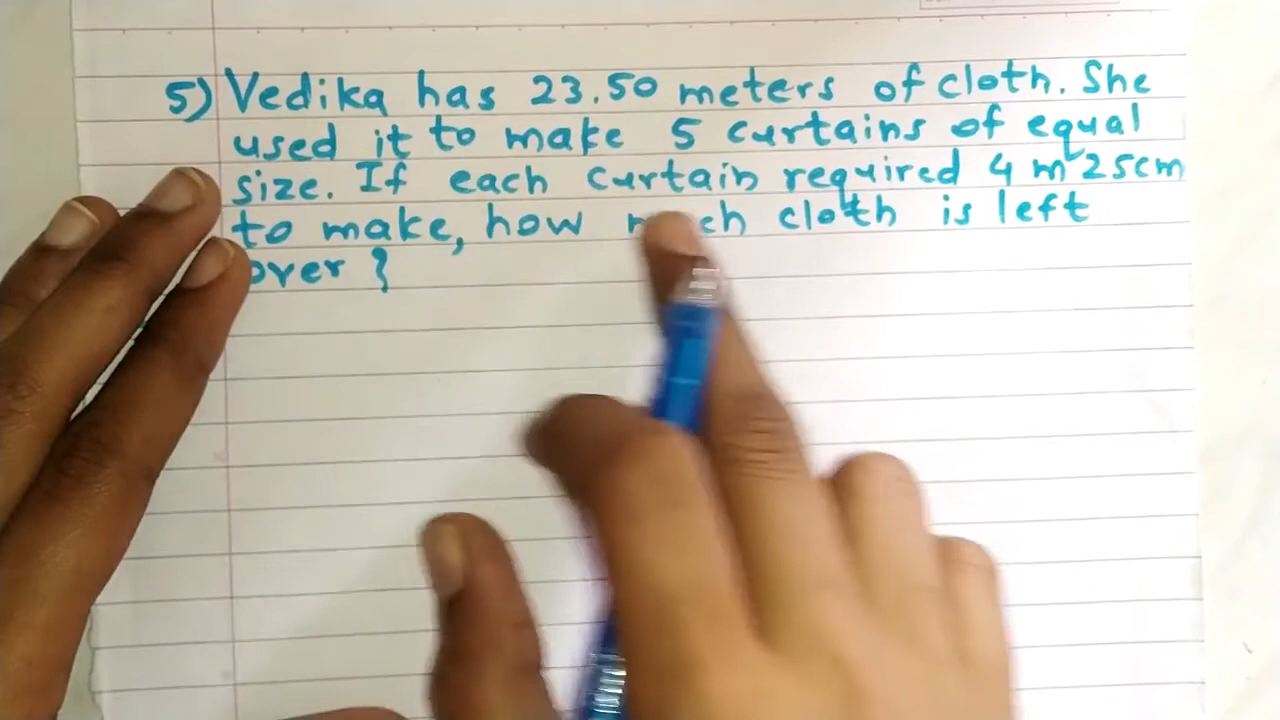 5) Vedika has 23.50 meters of cloth. She
used it to make 5 curtains of equal
size. If each curtain required 4 m 25cm
to make, how much cloth is left
over ?